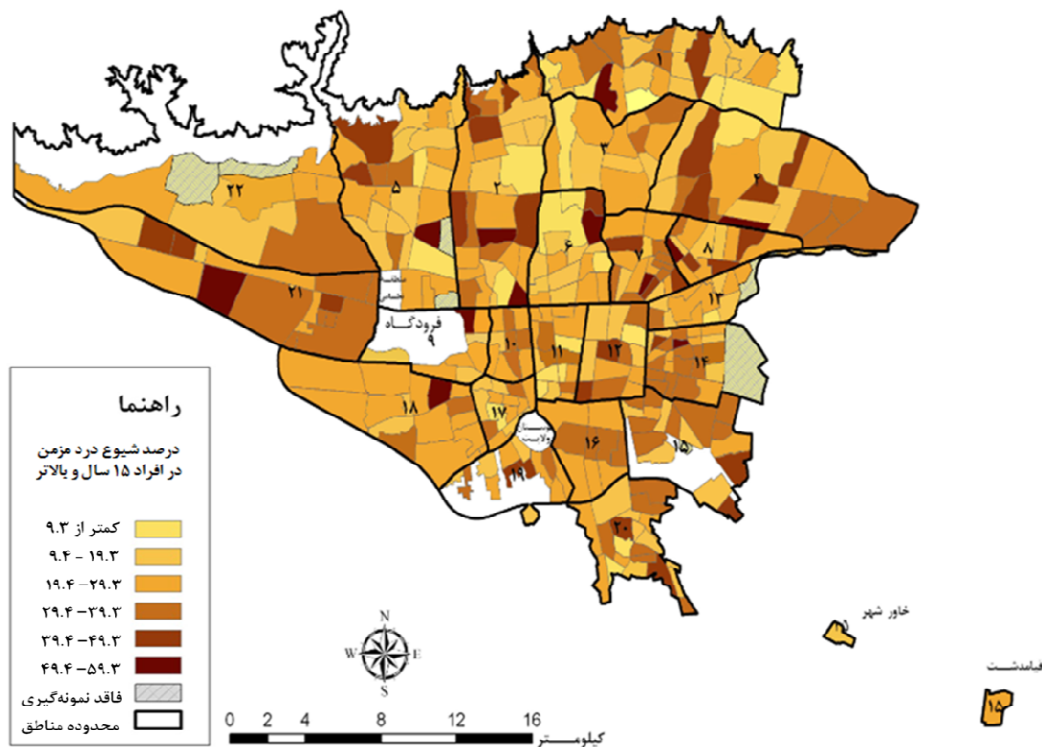 ۱
۲
۳
۴
۵
۶
۷
۸
۲۲
۲۱
۱۳
فرودگاه
۹
۱۰
۱۱
۱۲
۱۴
۱۸
۱۷
۱۶
۱۵
۱۹
۲۰
راهنما
درصد شیوع درد مزمن
در افراد ۱۵ سال و بالاتر
کمتر از ۹.۳
۹.۴ - ۱۹.۳
۱۹.۴-۲۹.۳
۲۹.۴-۳۹.۳
۳۹.۴-۴۹.۳
۴۹.۴-۵۹.۳
فاقد نمونه‌گیری
محدوده مناطق
N
W E
S
0 2 4 8 12 16
کیلومتر
خاور شهر
قیامدشت
۱۵